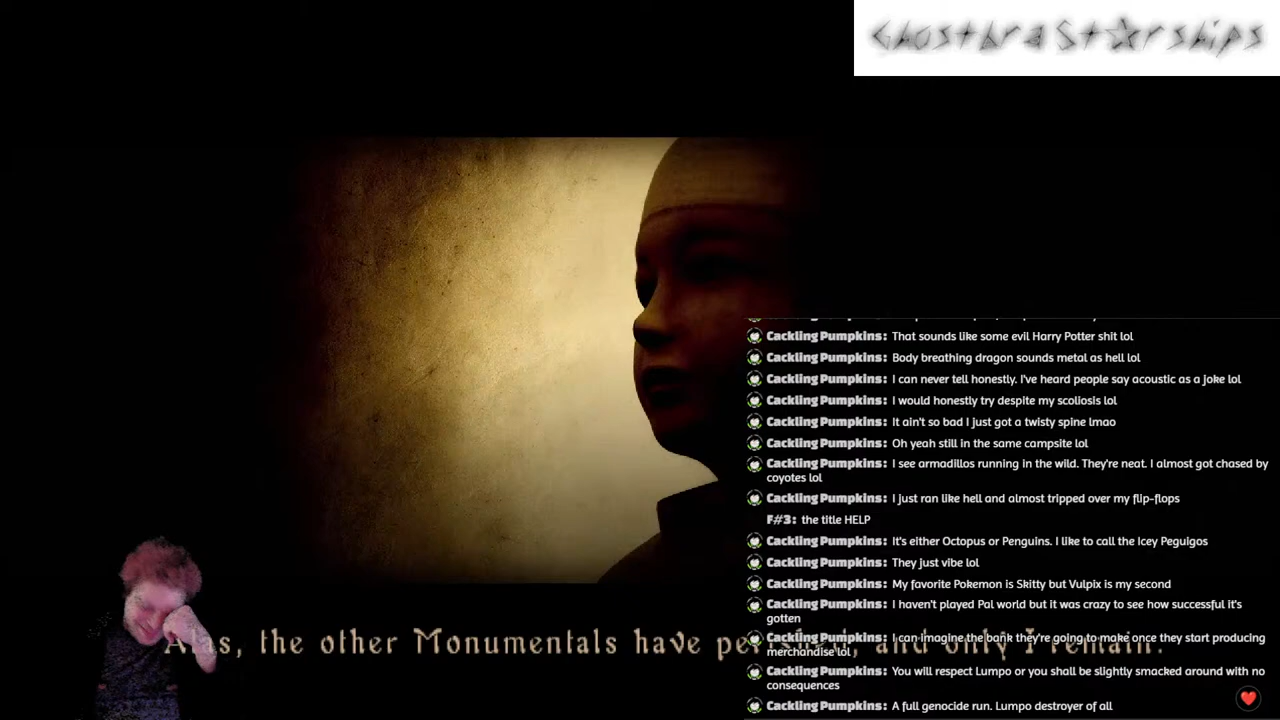 Ghostbra St☆rships
Cackling Pumpkins: That sounds like some evil Harry Potter shit lol
Cackling Pumpkins: Body breathing dragon sounds metal as hell lol
Cackling Pumpkins: I can never tell honestly. I've heard people say acoustic as a joke lol
Cackling Pumpkins: I would honestly try despite my scoliosis lol
Cackling Pumpkins: It ain't so bad I just got a twisty spine lmao
Cackling Pumpkins: Oh yeah still in the same campsite lol
Cackling Pumpkins: I see armadillos running in the wild. They're neat. I almost got chased by
coyotes lol
Cackling Pumpkins: I just ran like hell and almost tripped over my flip-flops
F#3: the title HELP
Cackling Pumpkins: It's either Octopus or Penguins. I like to call the Icey Peguigos
Cackling Pumpkins: They just vibe lol
Cackling Pumpkins: My favorite Pokemon is Skitty but Vulpix is my second
Cackling Pumpkins: I haven't played Pal world but it was crazy to see how successful it's
gotten
Cackling Pumpkins: I can imagine the bank they're going to make once they start producing
merchandise lol
Alas, the other Monumentals have perished, and only I remain.
Cackling Pumpkins: You will respect Lumpo or you shall be slightly smacked around with no
consequences
Cackling Pumpkins: A full genocide run. Lumpo destroyer of all